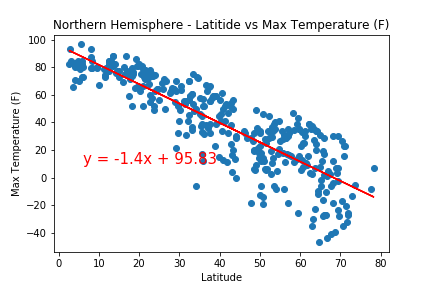 Northern Hemisphere - Latitide vs Max Temperature (F)
100
80
60
40
20
0
−20
−40
Max Temperature (F)
y = -1.4x + 95.83
0 10 20 30 40 50 60 70 80
Latitude